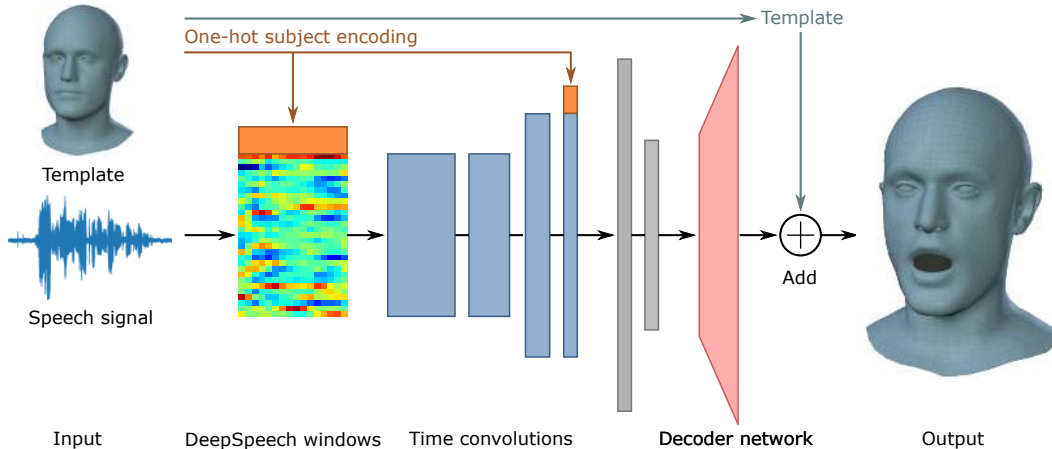 Template
One-hot subject encoding
Template
Speech signal
Add
Input
DeepSpeech windows
Time convolutions
Decoder network
Output